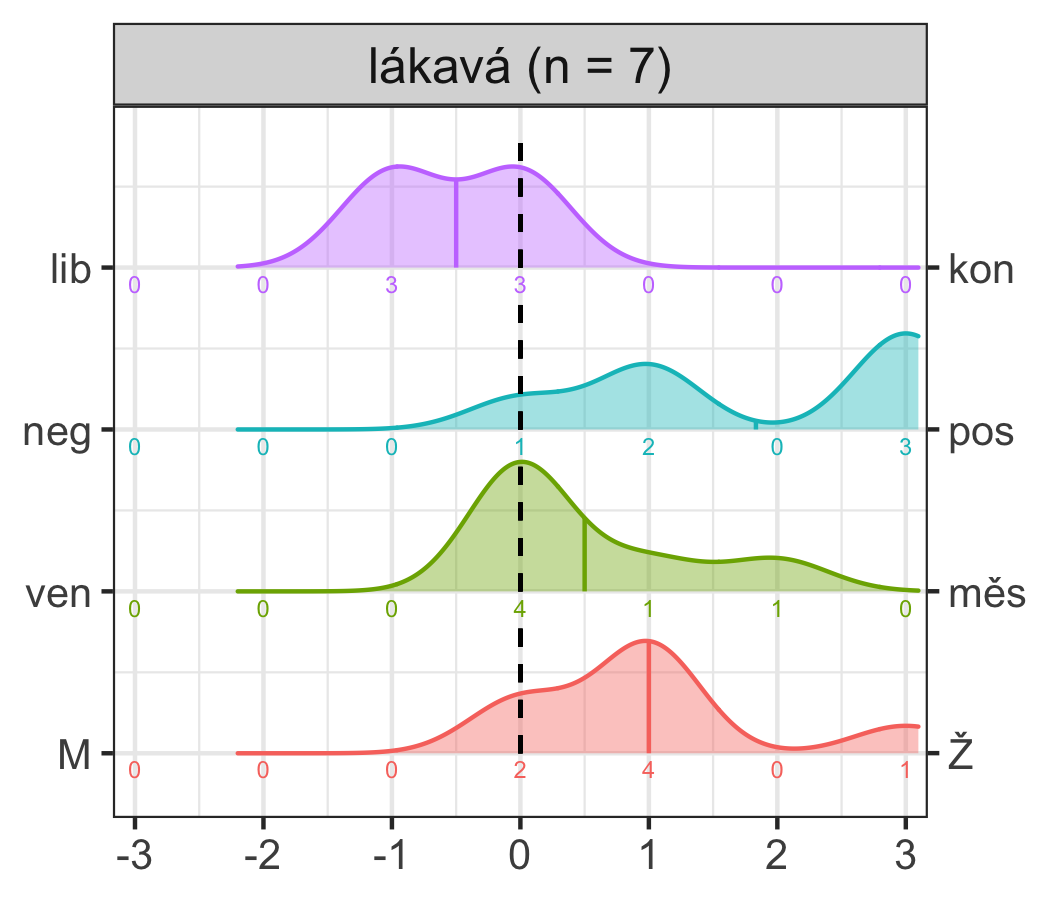 lákavá (n = 7)
lib kon
0 0 3 3 0 0 0
neg pos
0 0 0 1 2 0 3
ven měs
0 0 0 4 1 1 0
M Ž
0 0 0 2 4 0 1
-3 -2 -1 0 1 2 3